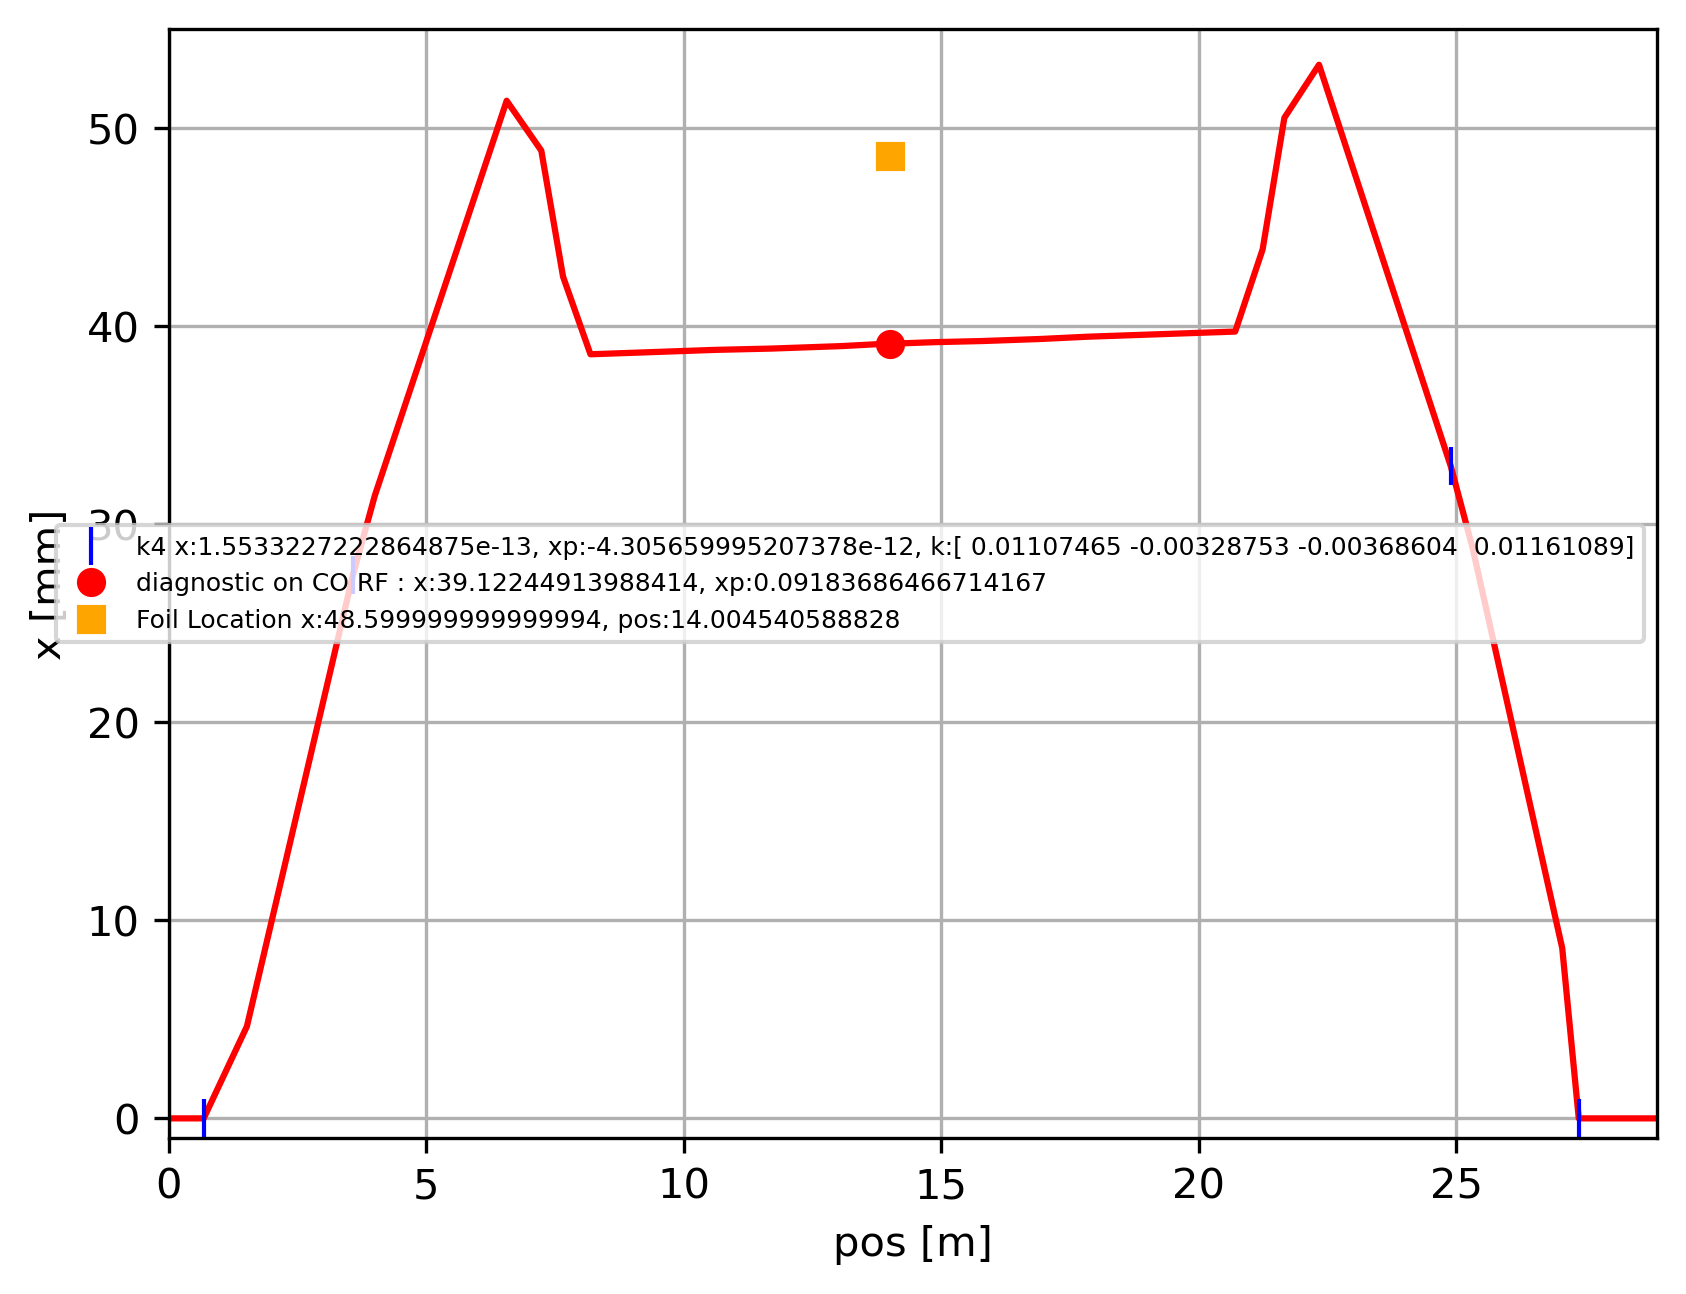 50
40
30
20
10
0
x [mm]
k4 x:1.5533227222864875e-13, xp:-4.305659995207378e-12, k:[ 0.01107465 -0.00328753 -0.00368604 0.01161089]
diagnostic on CO RF : x:39.12244913988414, xp:0.09183686466714167
Foil Location x:48.599999999999994, pos:14.004540588828
0 5 10 15 20 25
pos [m]